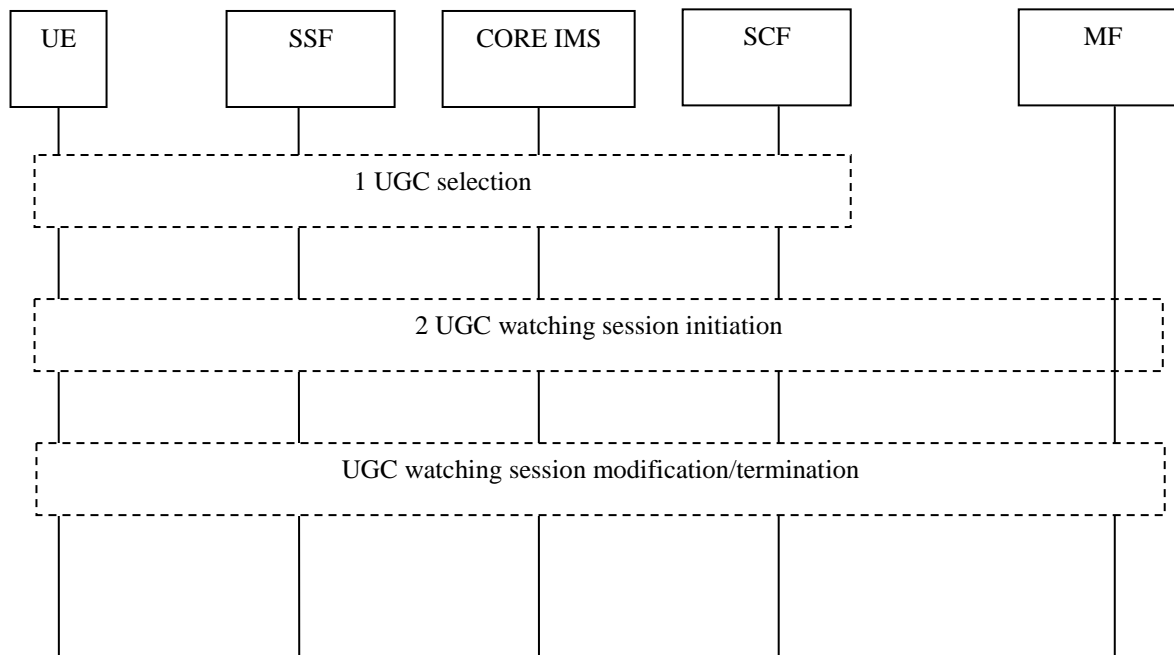 UE
SSF
CORE IMS
SCF
MF
1 UGC selection
2 UGC watching session initiation
UGC watching session modification/termination